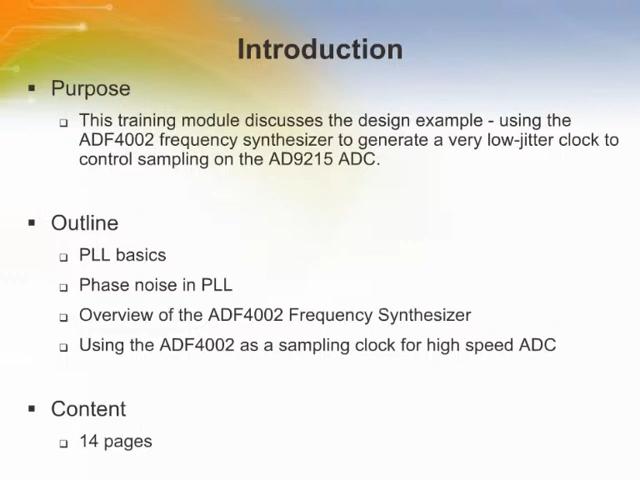 Introduction
▪ Purpose
❑ This training module discusses the design example - using the
ADF4002 frequency synthesizer to generate a very low-jitter clock to
control sampling on the AD9215 ADC.
▪ Outline
❑ PLL basics
❑ Phase noise in PLL
❑ Overview of the ADF4002 Frequency Synthesizer
❑ Using the ADF4002 as a sampling clock for high speed ADC
▪ Content
❑ 14 pages